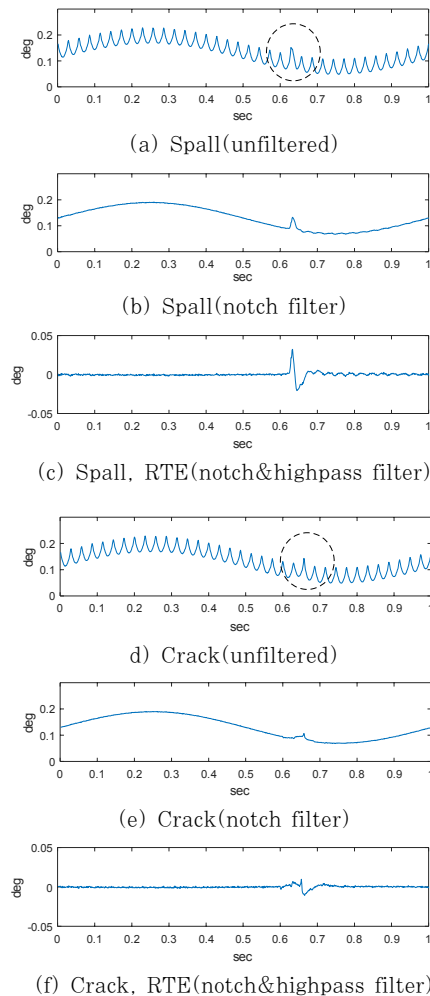 deg
0.2
0.1
0
0 0.1 0.2 0.3 0.4 0.5 0.6 0.7 0.8 0.9 1
sec
(a) Spall(unfiltered)
deg
0.2
0.1
0
0 0.1 0.2 0.3 0.4 0.5 0.6 0.7 0.8 0.9 1
sec
(b) Spall(notch filter)
deg
0.05
0
-0.05
0 0.1 0.2 0.3 0.4 0.5 0.6 0.7 0.8 0.9 1
sec
(c) Spall, RTE(notch&highpass filter)
deg
0.2
0.1
0
0 0.1 0.2 0.3 0.4 0.5 0.6 0.7 0.8 0.9 1
sec
d) Crack(unfiltered)
deg
0.2
0.1
0
0 0.1 0.2 0.3 0.4 0.5 0.6 0.7 0.8 0.9 1
sec
(e) Crack(notch filter)
deg
0.05
0
-0.05
0 0.1 0.2 0.3 0.4 0.5 0.6 0.7 0.8 0.9 1
sec
(f) Crack, RTE(notch&highpass filter)